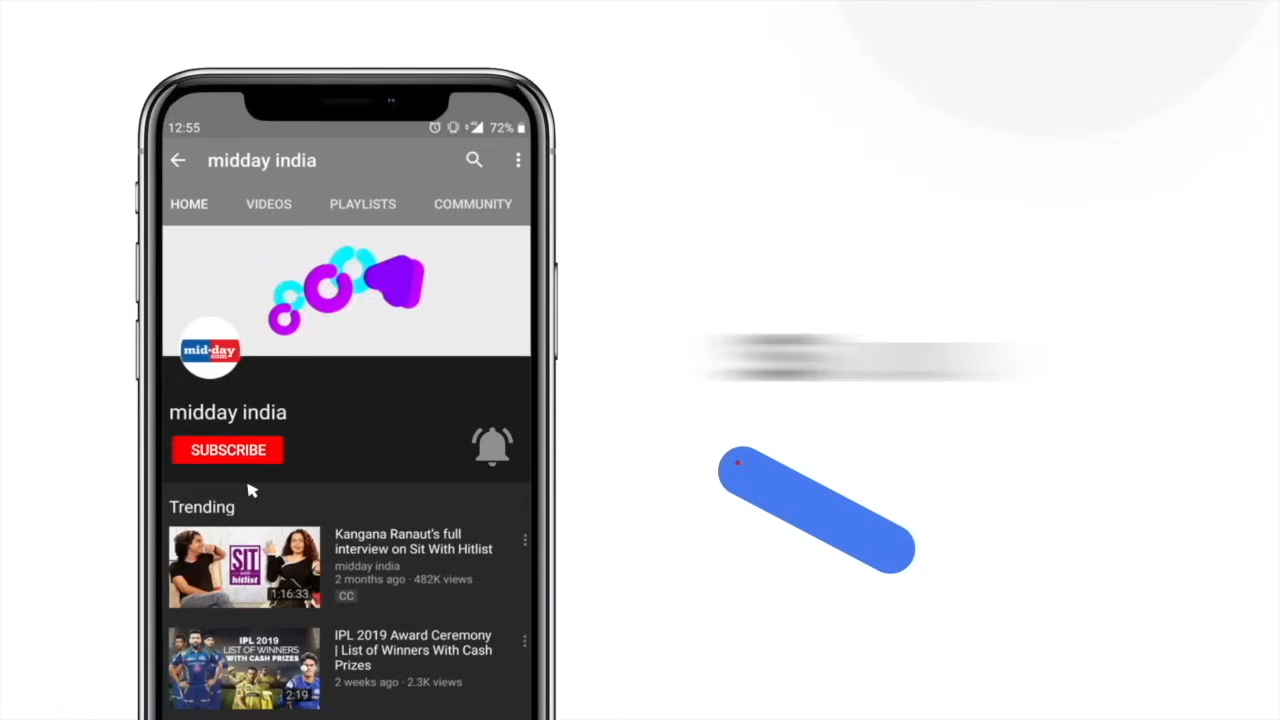 12:55
72%
midday india
HOME
VIDEOS
PLAYLISTS
COMMUNITY
mid-day
.com
midday india
SUBSCRIBE
Trending
SIT
with
hitlist
1:16:33
Kangana Ranaut's full
interview on Sit With Hitlist
midday india
2 months ago · 482K views
CC
IPL 2019
LIST OF WINNERS
WITH CASH PRIZES
2:19
IPL 2019 Award Ceremony
| List of Winners With Cash
Prizes
2 weeks ago · 2.3K views